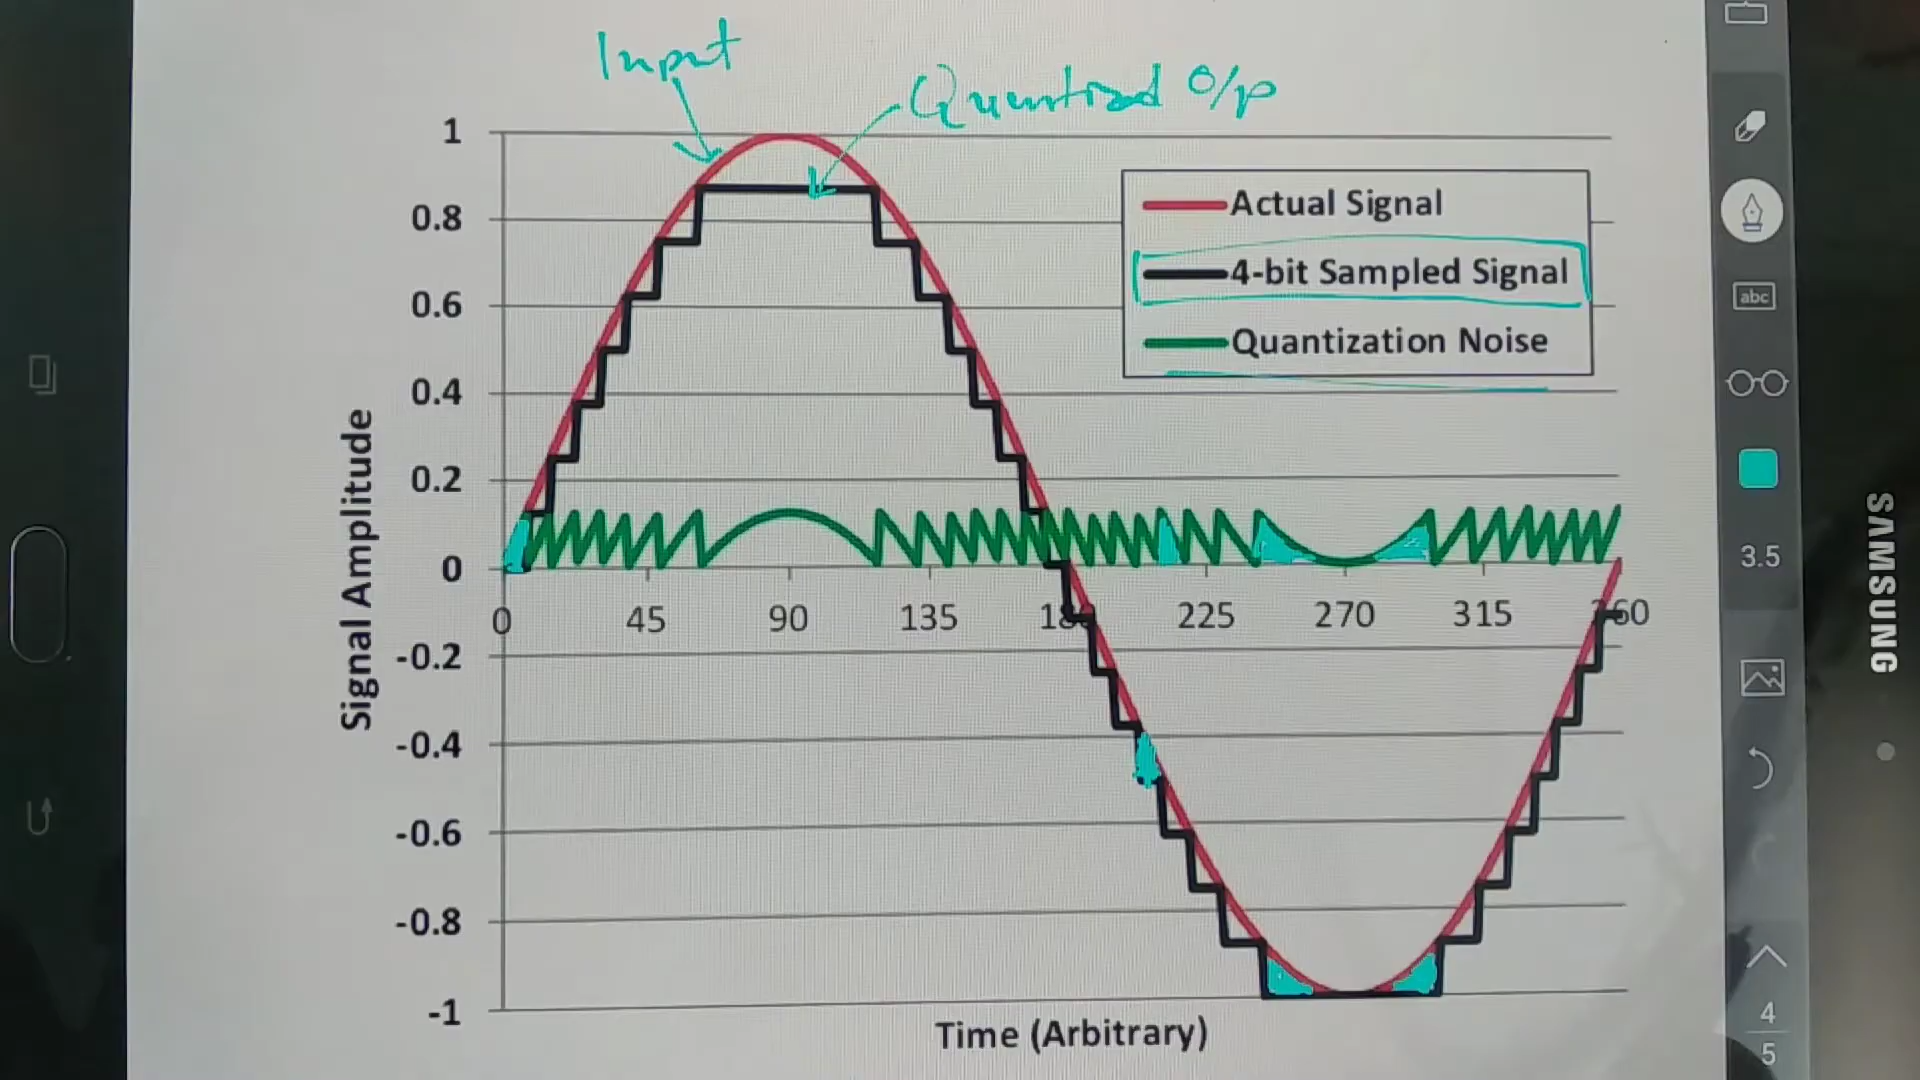 Input
Quantized O/p
1
0.8
0.6
0.4
0.2
0
-0.2
-0.4
-0.6
-0.8
-1
Signal Amplitude
Actual Signal
4-bit Sampled Signal
Quantization Noise
0 45 90 135 180 225 270 315 360
Time (Arbitrary)
abc
3.5
4
5
SAMSUNG